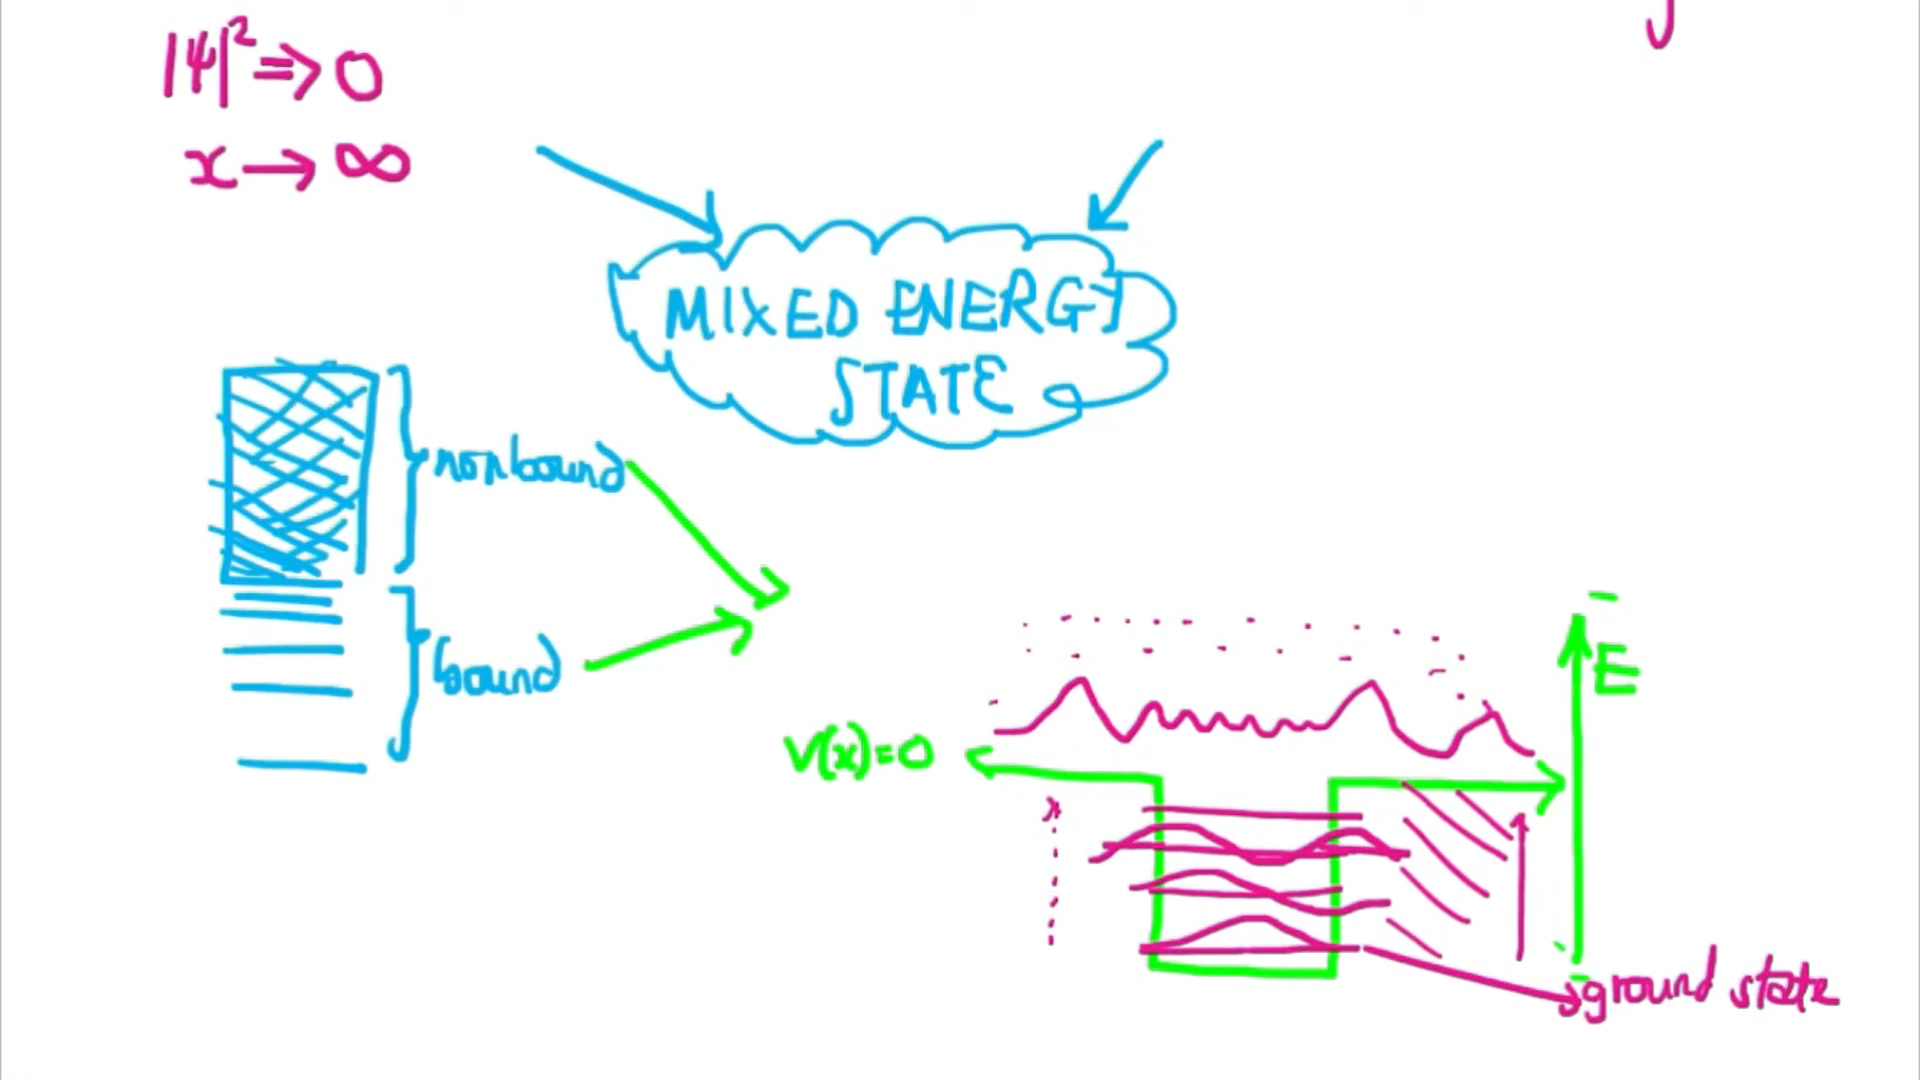 |ψ|² => 0
x → ∞
MIXED ENERGY
STATE
nonbound
bound
E
V(x)=0
ground state